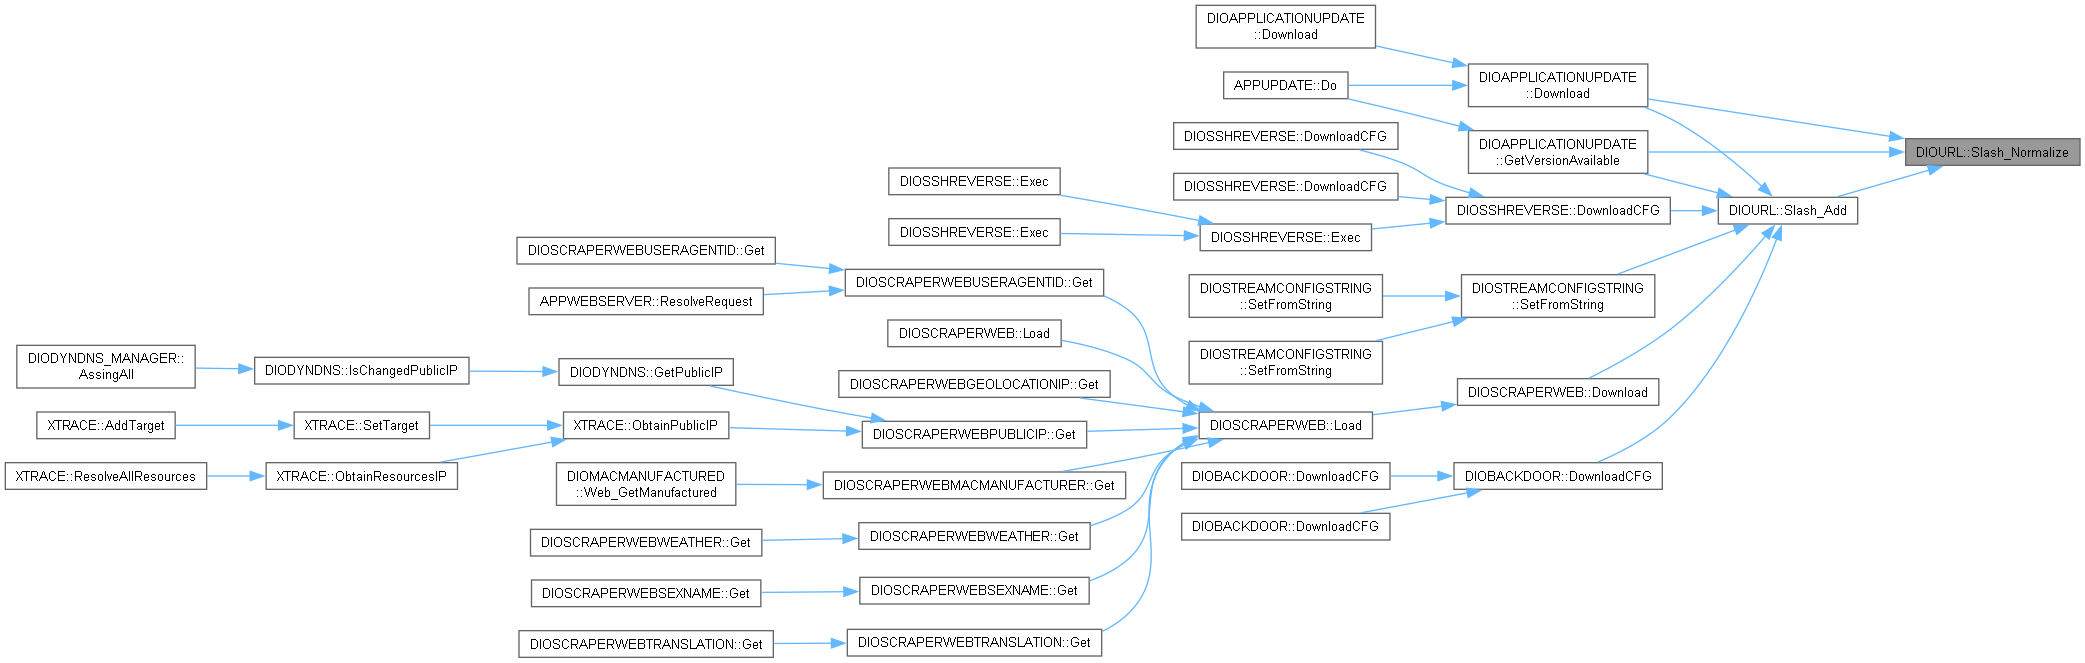 DIOAPPLICATIONUPDATE
::Download
DIOAPPLICATIONUPDATE
::Download
APPUPDATE::Do
DIOSSHREVERSE::DownloadCFG
DIOAPPLICATIONUPDATE
::GetVersionAvailable
DIOURL::Slash_Normalize
DIOSSHREVERSE::Exec
DIOSSHREVERSE::DownloadCFG
DIOSSHREVERSE::DownloadCFG
DIOURL::Slash_Add
DIOSSHREVERSE::Exec
DIOSSHREVERSE::Exec
DIOSCRAPERWEBUSERAGENTID::Get
DIOSCRAPERWEBUSERAGENTID::Get
APPWEBSERVER::ResolveRequest
DIOSTREAMCONFIGSTRING
::SetFromString
DIOSTREAMCONFIGSTRING
::SetFromString
DIOSCRAPERWEB::Load
DIOSTREAMCONFIGSTRING
::SetFromString
DIODYNDNS_MANAGER::
AssingAll
DIODYNDNS::IsChangedPublicIP
DIODYNDNS::GetPublicIP
DIOSCRAPERWEBGEOLOCATIONIP::Get
DIOSCRAPERWEB::Download
XTRACE::AddTarget
XTRACE::SetTarget
XTRACE::ObtainPublicIP
DIOSCRAPERWEBPUBLICIP::Get
DIOSCRAPERWEB::Load
XTRACE::ResolveAllResources
XTRACE::ObtainResourcesIP
DIOMACMANUFACTURED
::Web_GetManufactured
DIOSCRAPERWEBMACMANUFACTURER::Get
DIOBACKDOOR::DownloadCFG
DIOBACKDOOR::DownloadCFG
DIOBACKDOOR::DownloadCFG
DIOSCRAPERWEBWEATHER::Get
DIOSCRAPERWEBWEATHER::Get
DIOSCRAPERWEBSEXNAME::Get
DIOSCRAPERWEBSEXNAME::Get
DIOSCRAPERWEBTRANSLATION::Get
DIOSCRAPERWEBTRANSLATION::Get